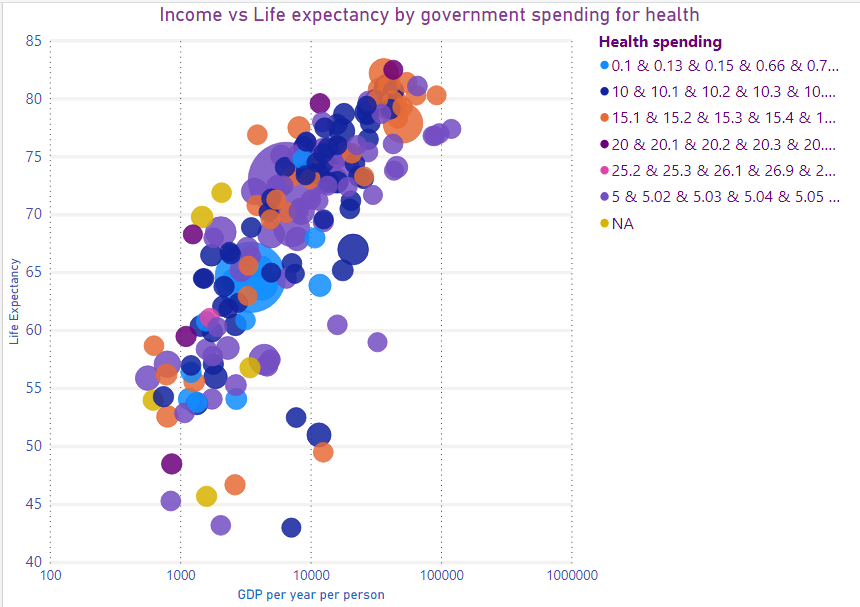 Income vs Life expectancy by government spending for health
Health spending
0.1 & 0.13 & 0.15 & 0.66 & 0.7...
10 & 10.1 & 10.2 & 10.3 & 10....
15.1 & 15.2 & 15.3 & 15.4 & 1...
20 & 20.1 & 20.2 & 20.3 & 20....
25.2 & 25.3 & 26.1 & 26.9 & 2...
5 & 5.02 & 5.03 & 5.04 & 5.05 ...
NA
Life Expectancy
85
80
75
70
65
60
55
50
45
40
100
1000
10000
100000
1000000
GDP per year per person